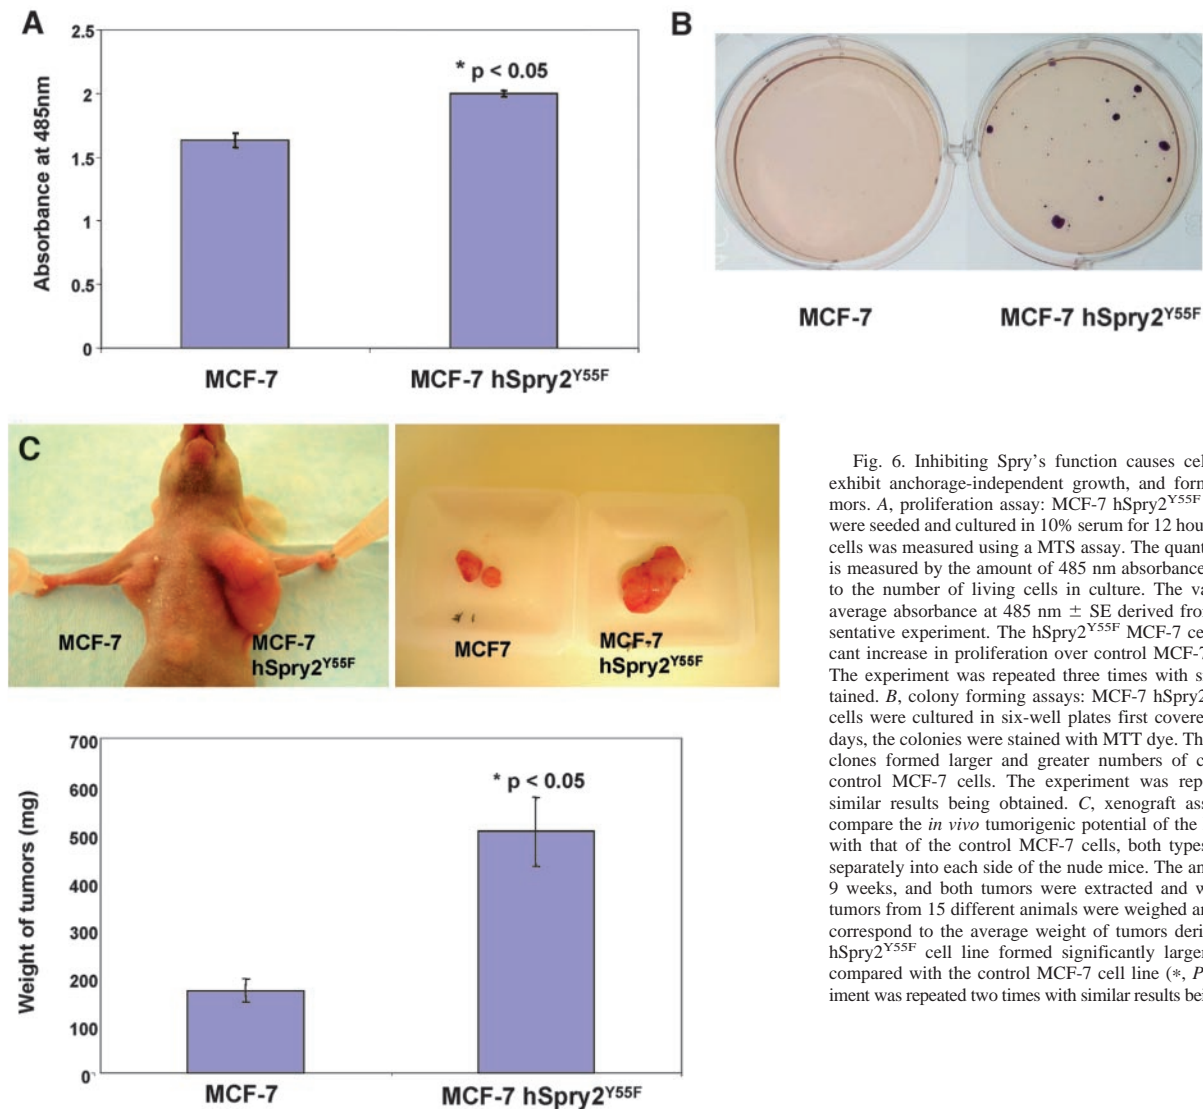 A
2.5
2
1.5
1
0.5
0
Absorbance at 485nm
* p < 0.05
MCF-7
MCF-7 hSpry2Y55F
B
MCF-7
MCF-7 hSpry2Y55F
C
MCF-7
MCF-7
hSpry2Y55F
MCF7
MCF-7
hSpry2Y55F
700
600
500
400
300
200
100
0
Weight of tumors (mg)
* p < 0.05
MCF-7
MCF-7 hSpry2Y55F
Fig. 6. Inhibiting Spry's function causes cel
exhibit anchorage-independent growth, and form
mors. A, proliferation assay: MCF-7 hSpry2Y55F
were seeded and cultured in 10% serum for 12 hou
cells was measured using a MTS assay. The quant
is measured by the amount of 485 nm absorbance
to the number of living cells in culture. The va
average absorbance at 485 nm ± SE derived from
sentative experiment. The hSpry2Y55F MCF-7 ce
cant increase in proliferation over control MCF-7
The experiment was repeated three times with s
tained. B, colony forming assays: MCF-7 hSpry2
cells were cultured in six-well plates first covere
days, the colonies were stained with MTT dye. Th
clones formed larger and greater numbers of c
control MCF-7 cells. The experiment was rep
similar results being obtained. C, xenograft ass
compare the in vivo tumorigenic potential of the
with that of the control MCF-7 cells, both types
separately into each side of the nude mice. The an
9 weeks, and both tumors were extracted and w
tumors from 15 different animals were weighed an
correspond to the average weight of tumors deri
hSpry2Y55F cell line formed significantly larger
compared with the control MCF-7 cell line (*, P
iment was repeated two times with similar results be